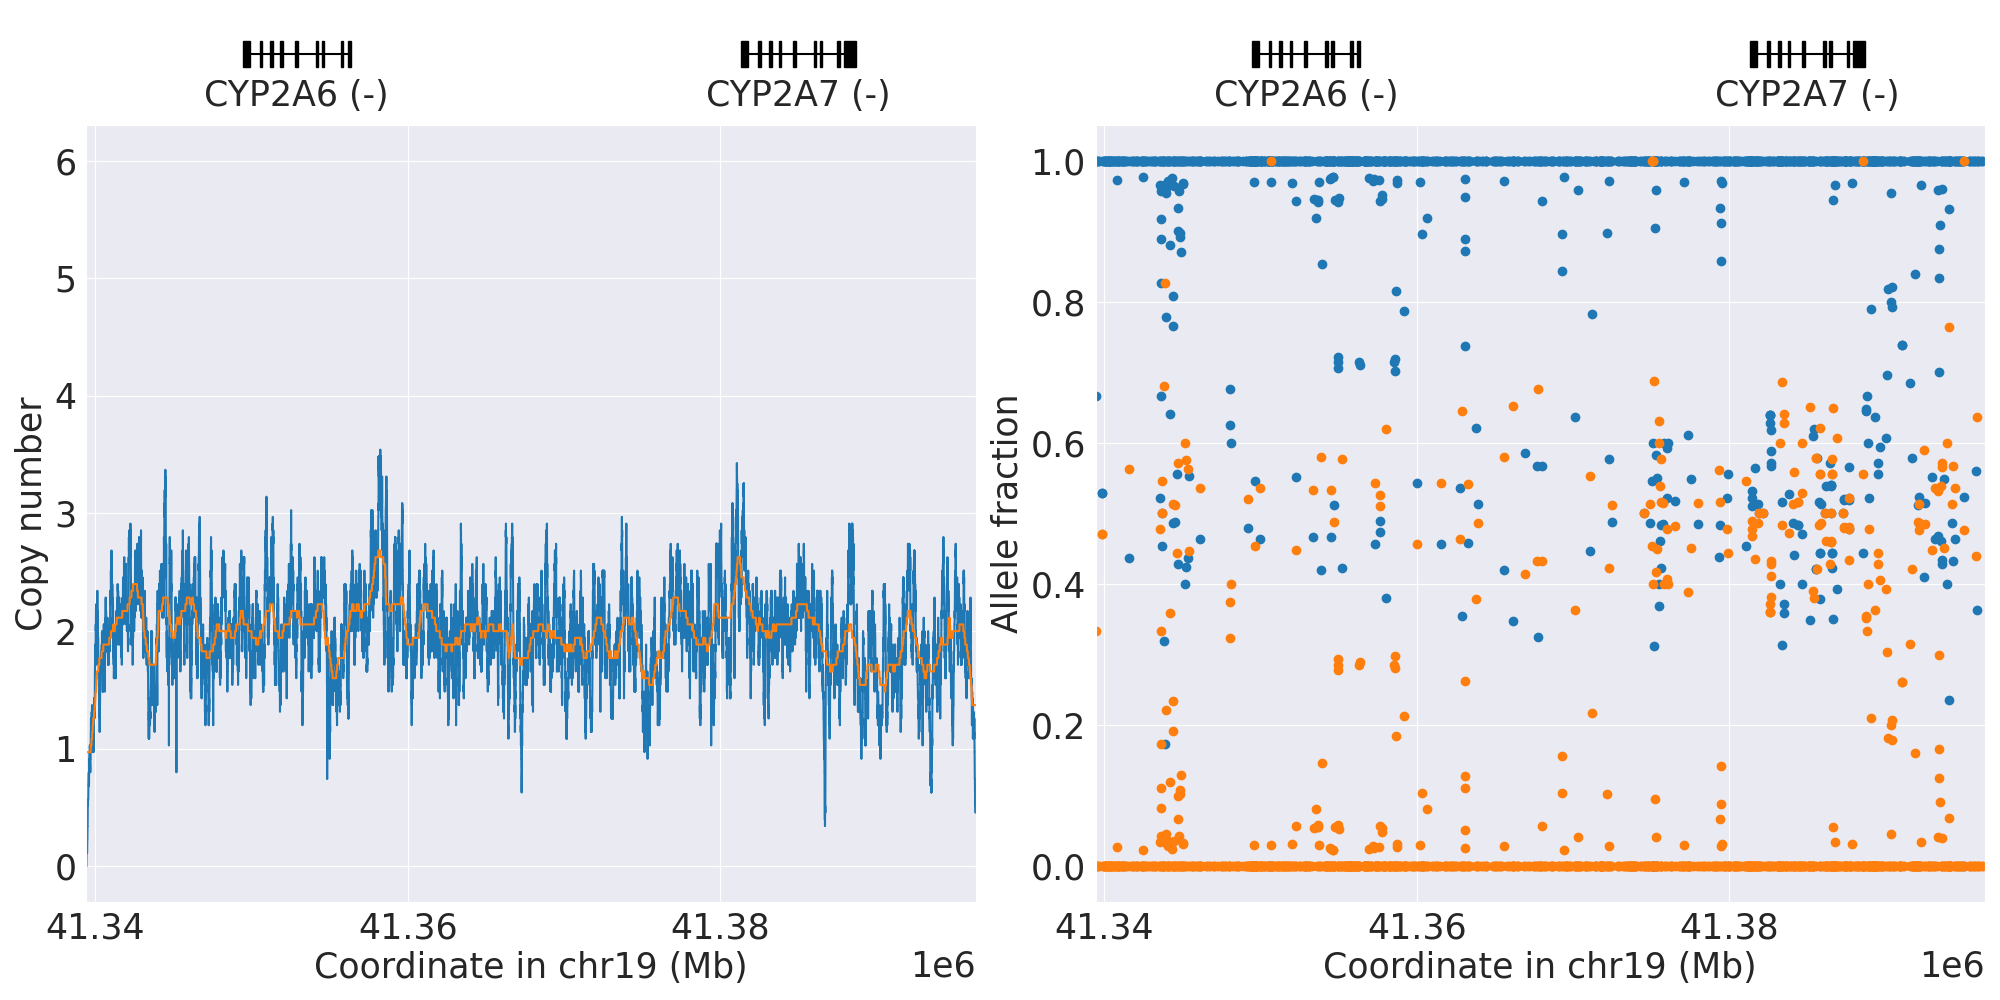 CYP2A6 (-) CYP2A7 (-)
Copy number
6
5
4
3
2
1
0
41.34 41.36 41.38
Coordinate in chr19 (Mb) 1e6
CYP2A6 (-) CYP2A7 (-)
Allele fraction
1.0
0.8
0.6
0.4
0.2
0.0
41.34 41.36 41.38
Coordinate in chr19 (Mb) 1e6